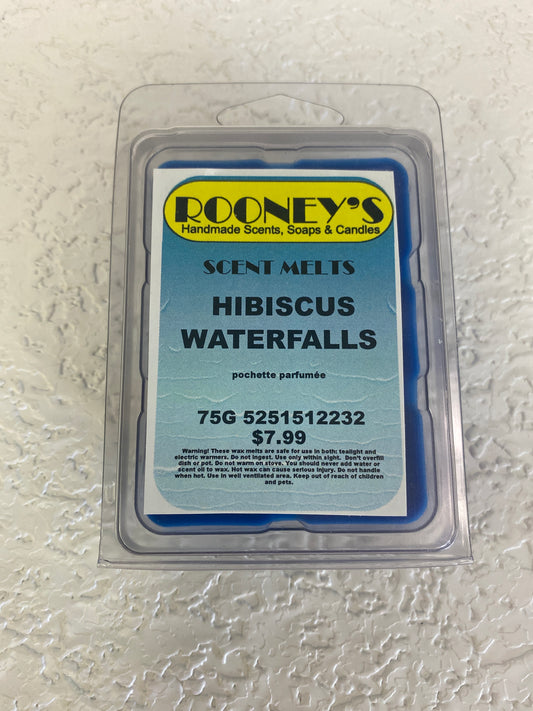 ROONEY'S
Handmade Scents, Soaps & Candles
SCENT MELTS
HIBISCUS
WATERFALLS
pochette parfumée
75G 5251512232
$7.99
Warning! These wax melts are safe for use in both; tealight and
electric warmers. Do not ingest. Use only within sight. Don't overfill
dish or pot. Do not warm on stove. You should never add water or
scent oil to wax. Hot wax can cause serious injury. Do not handle
when hot. Use in well ventilated area. Keep out of reach of children
and pets.